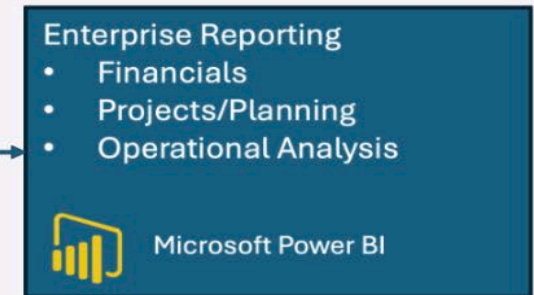 Enterprise Reporting
• Financials
• Projects/Planning
• Operational Analysis
Microsoft Power BI